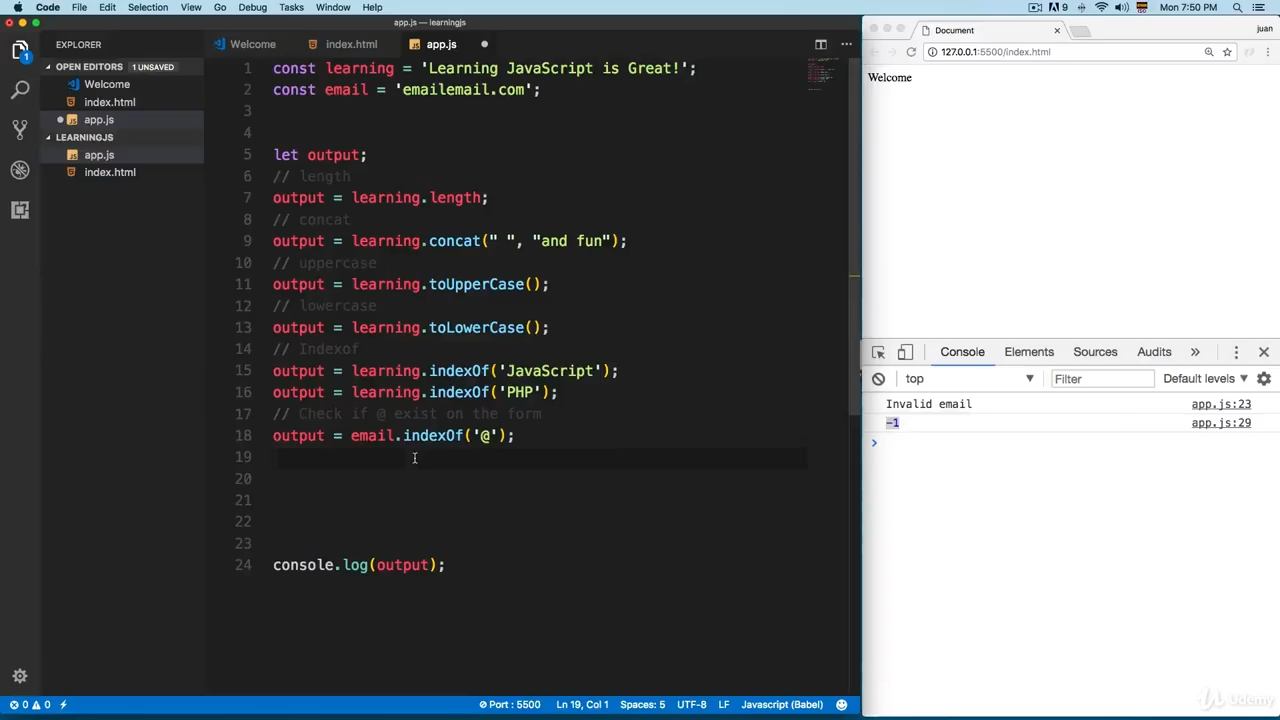 Code File Edit Selection View Go Debug Tasks Window Help
9 Mon 7:50 PM
app.js — learningjs
EXPLORER
OPEN EDITORS 1 UNSAVED
Welcome
index.html
app.js
LEARNINGJS
app.js
index.html
Welcome index.html app.js
1 const learning = 'Learning JavaScript is Great!';
2 const email = 'emailemail.com';
3
4
5 let output;
6 // length
7 output = learning.length;
8 // concat
9 output = learning.concat(" ", "and fun");
10 // uppercase
11 output = learning.toUpperCase();
12 // lowercase
13 output = learning.toLowerCase();
14 // Indexof
15 output = learning.indexOf('JavaScript');
16 output = learning.indexOf('PHP');
17 // Check if @ exist on the form
18 output = email.indexOf('@');
19
20
21
22
23
24 console.log(output);
0 0 Port : 5500 Ln 19, Col 1 Spaces: 5 UTF-8 LF Javascript (Babel)
Document juan
127.0.0.1:5500/index.html
Welcome
Console Elements Sources Audits »
top Filter Default levels
Invalid email app.js:23
-1 app.js:29
Udemy